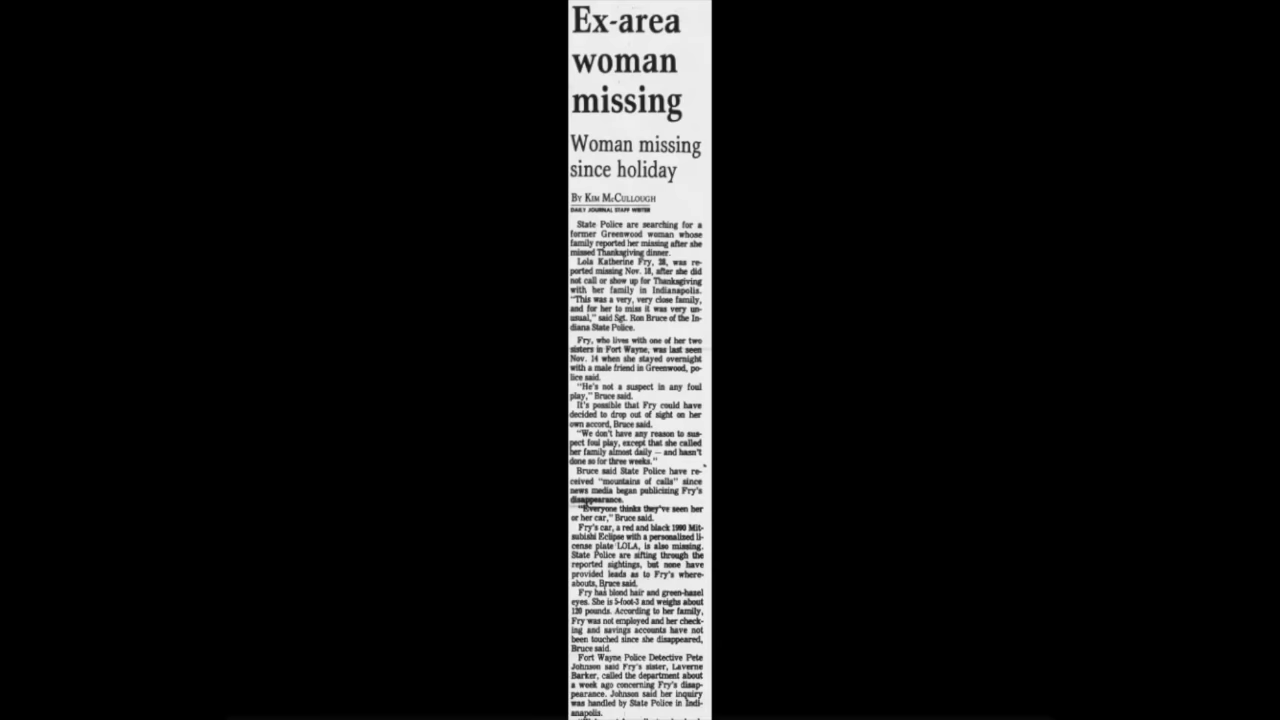 Ex-area
woman
missing
Woman missing
since holiday
BY KIM MCCULLOUGH
DAILY JOURNAL STAFF WRITER
State Police are searching for a
former Greenwood woman whose
family reported her missing after she
missed Thanksgiving dinner.
Lola Katherine Fry, was re-
ported missing Nov. 18, after she did
not call or show up for Thanksgiving
with her family in Indianapolis.
"This was a very, very close family,
and for her to miss it was very un-
usual," said Sgt. Ron Bruce of the In-
diana State Police.
Fry, who lives with one of her two
sisters in Fort Wayne, was last seen
Nov. 14 when she stayed overnight
with a male friend in Greenwood, po-
lice said.
"He's not a suspect in any foul
play," Bruce said.
It's possible that Fry could have
decided to drop out of sight on her
own accord, Bruce said.
"We don't have any reason to sus-
pect foul play, except that she called
her family almost daily — and hasn't
done so for three weeks."
Bruce said State Police have re-
ceived "mountains of calls" since
news media began publicizing Fry's
disappearance.
"Everyone thinks they've seen her
or her car," Bruce said.
Fry's car, a red and black 1990 Mit-
subishi Eclipse with a personalized li-
cense plate LOLA, is also missing.
State Police are sifting through the
reported sightings, but none have
provided leads as to Fry's where-
abouts, Bruce said.
Fry has blond hair and green-hazel
eyes. She is 5-foot-3 and weighs about
pounds. According to her family,
Fry was not employed and her check-
ing and savings accounts have not
been touched since she disappeared,
Bruce said.
Fort Wayne Police Detective Pete
Johnson said Fry's sister, Laverne
Barker, called the department about
a week ago concerning Fry's disap-
pearance. Johnson said her inquiry
was handled by State Police in Indi-
anapolis.